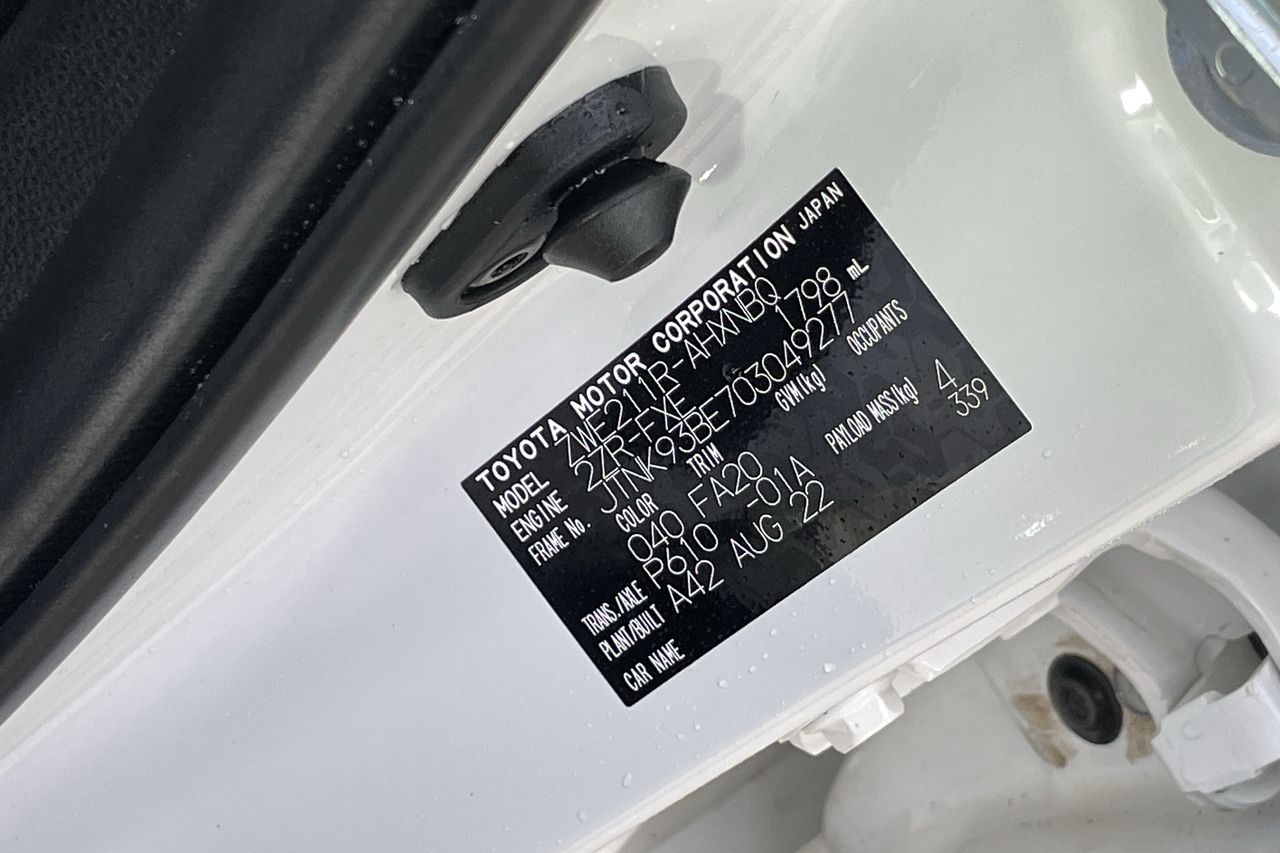 TOYOTA MOTOR CORPORATION JAPAN
MODEL ZWE211R-AHXNBQ
ENGINE 2ZR-FXE 1798 mL
FRAME No. JTNK93BE703049277
COLOR TRIM GVM(kg) OCCUPANTS
040 FA20 4
TRANS./AXLE P610 -01A PAYLOAD MASS(kg) 339
PLANT/BUILT A42 AUG 22
CAR NAME